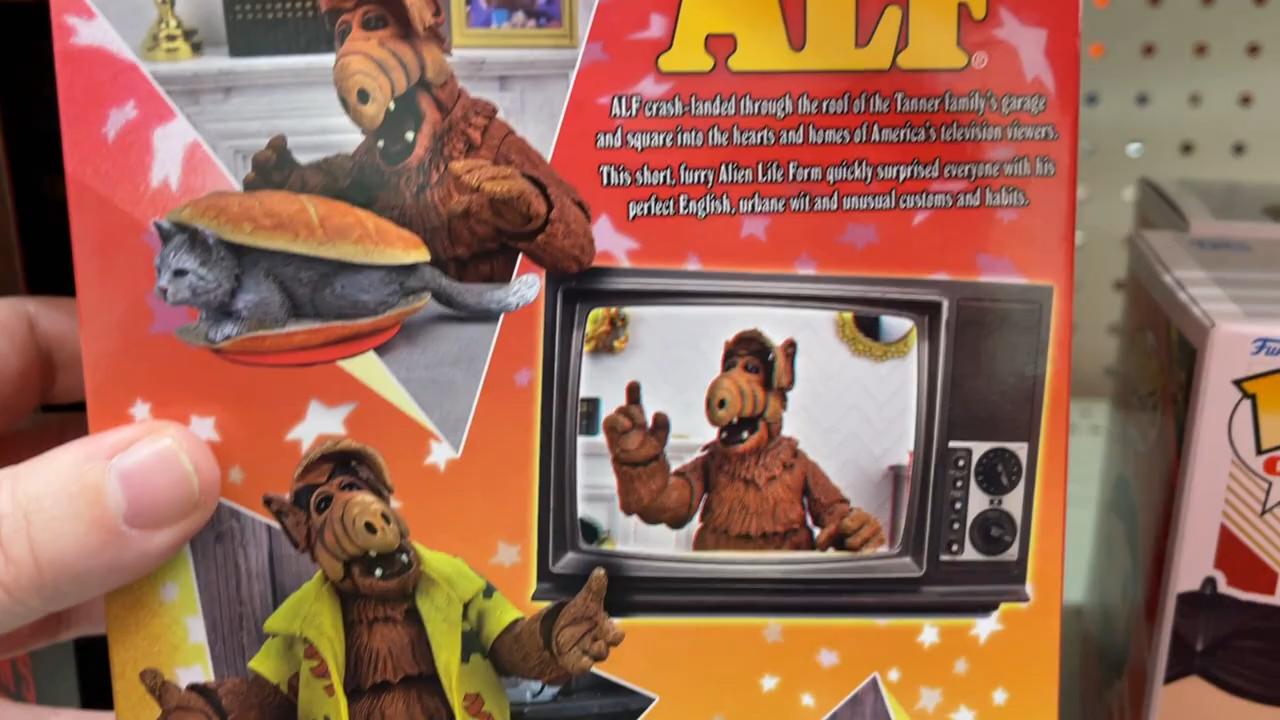 ALF®
ALF crash-landed through the roof of the Tanner family's garage
and square into the hearts and homes of America's television viewers.
This short, furry Alien Life Form quickly surprised everyone with his
perfect English, urbane wit and unusual customs and habits.
Fu